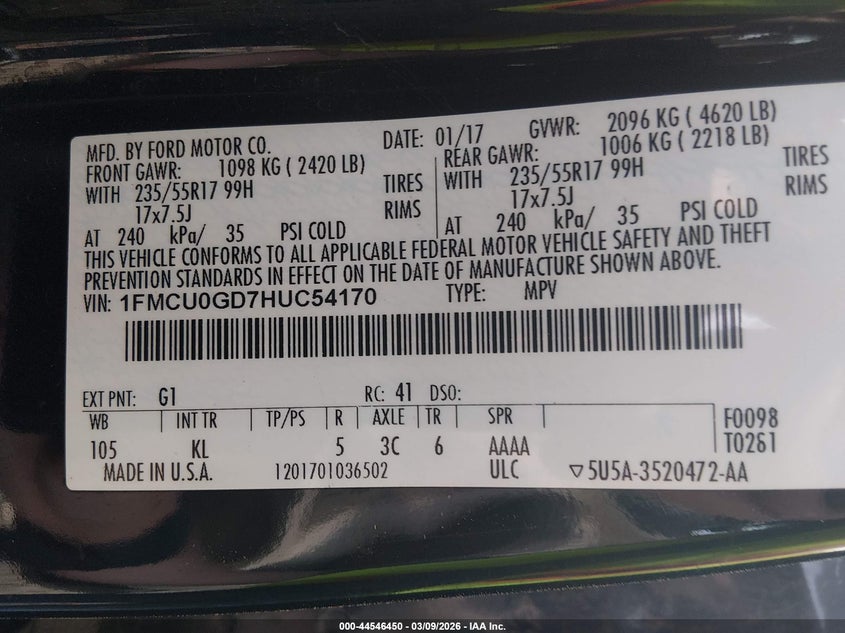 MFD. BY FORD MOTOR CO. DATE: 01/17 GVWR: 2096 KG ( 4620 LB)
FRONT GAWR: 1098 KG ( 2420 LB) REAR GAWR: 1006 KG ( 2218 LB)
WITH 235/55R17 99H TIRES WITH 235/55R17 99H TIRES
17x7.5J RIMS 17x7.5J RIMS
AT 240 kPa/ 35 PSI COLD AT 240 kPa/ 35 PSI COLD
THIS VEHICLE CONFORMS TO ALL APPLICABLE FEDERAL MOTOR VEHICLE SAFETY AND THEFT
PREVENTION STANDARDS IN EFFECT ON THE DATE OF MANUFACTURE SHOWN ABOVE.
VIN: 1FMCU0GD7HUC54170 TYPE: MPV
EXT PNT: G1 RC: 41 DSO:
WB INT TR TP/PS R AXLE TR SPR F0098
105 KL 5 3C 6 AAAA T0261
MADE IN U.S.A. 1201701036502 ULC ▽5U5A-3520472-AA
000-44546450 - 03/09/2026 - IAA Inc.